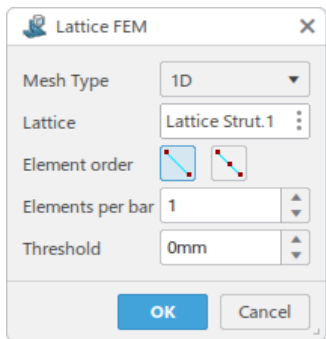 Lattice FEM
Mesh Type 1D
Lattice Lattice Strut.1
Element order
Elements per bar 1
Threshold 0mm
OK Cancel